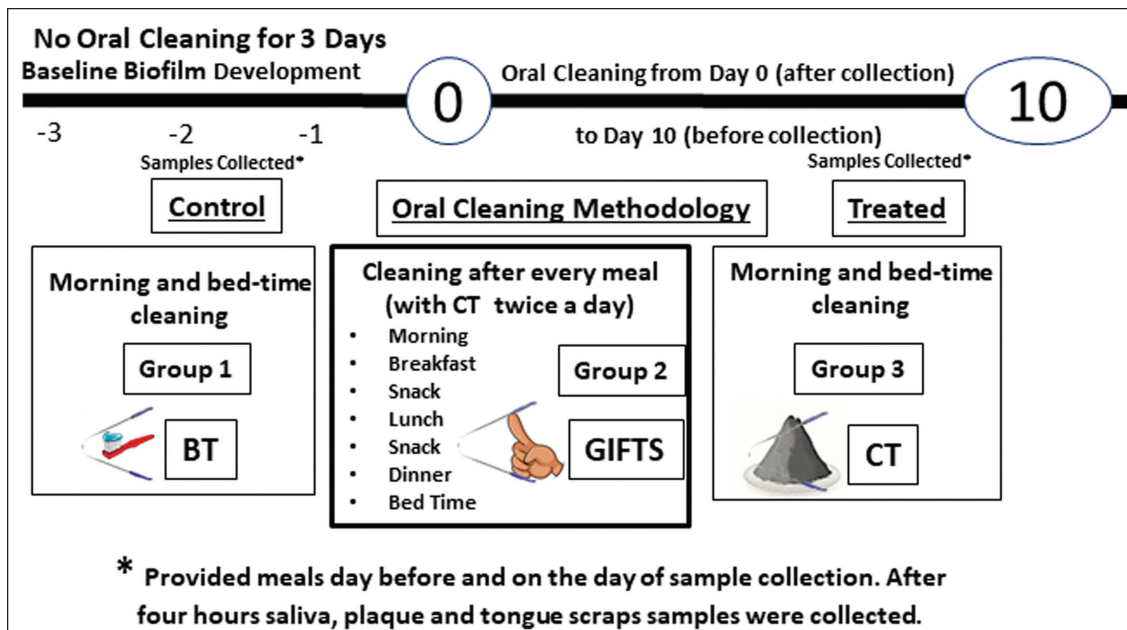 No Oral Cleaning for 3 Days
Baseline Biofilm Development
0
Oral Cleaning from Day 0 (after collection)
10
-3
-2
-1
to Day 10 (before collection)
Samples Collected*
Samples Collected*
Control
Oral Cleaning Methodology
Treated
Morning and bed-time
cleaning
Group 1
BT
Cleaning after every meal
(with CT twice a day)
• Morning
• Breakfast
• Snack
• Lunch
• Snack
• Dinner
• Bed Time
Group 2
GIFTS
Morning and bed-time
cleaning
Group 3
CT
* Provided meals day before and on the day of sample collection. After
four hours saliva, plaque and tongue scraps samples were collected.